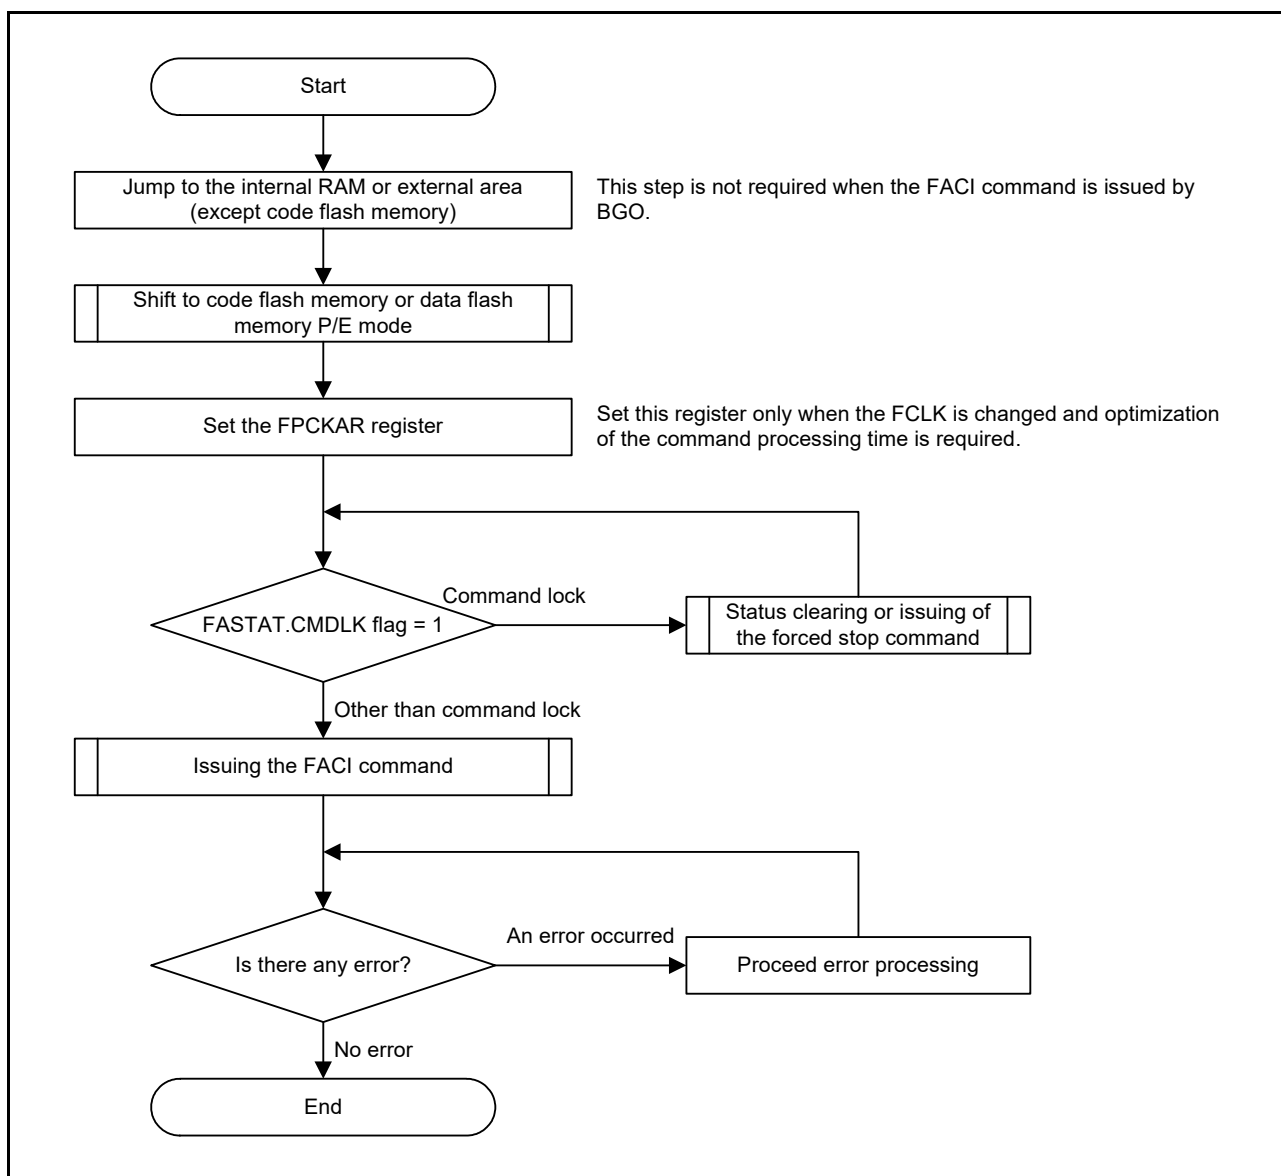 Start
Jump to the internal RAM or external area
(except code flash memory)
This step is not required when the FACI command is issued by
BGO.
Shift to code flash memory or data flash
memory P/E mode
Set the FPCKAR register
Set this register only when the FCLK is changed and optimization
of the command processing time is required.
FASTAT.CMDLK flag = 1
Command lock
Status clearing or issuing of
the forced stop command
Other than command lock
Issuing the FACI command
Is there any error?
An error occurred
Proceed error processing
No error
End